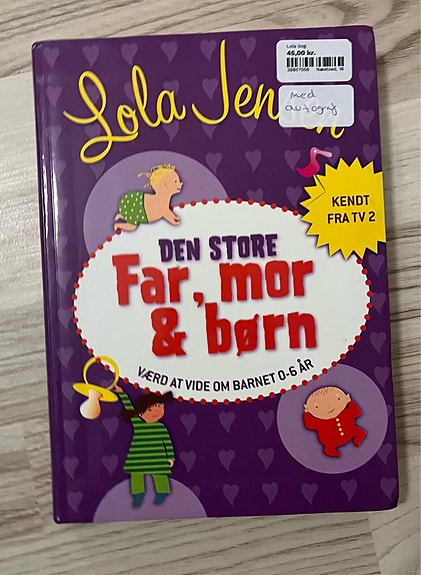 Lola bog
45,00 kr.
med
autograf
Lola Jen
KENDT
FRA TV 2
DEN STORE
Far, mor
& børn
VÆRD AT VIDE OM BARNET 0-6 ÅR